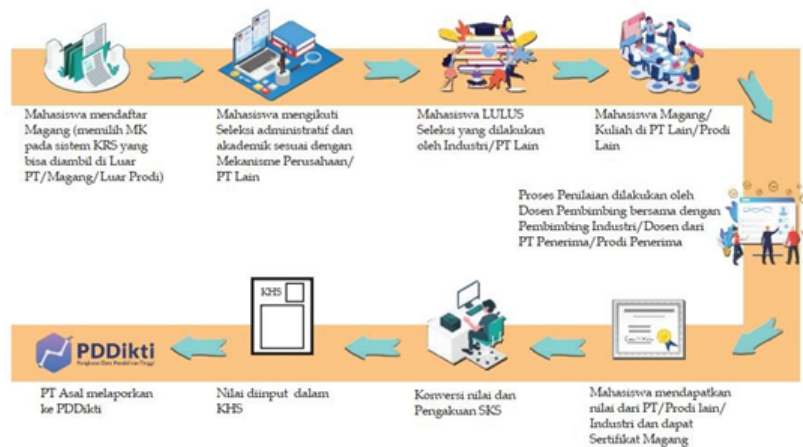 Mahasiswa mendaftar
Magang (memilih MK
pada sistem KRS yang
bisa diambil di Luar
PT/Magang/Luar Prodi)
Mahasiswa mengikuti
Seleksi administratif dan
akademik sesuai dengan
Mekanisme Perusahaan/
PT Lain
Mahasiswa LULUS
Seleksi yang dilakukan
oleh Industri/PT Lain
Mahasiswa Magang/
Kuliah di PT Lain/Prodi
Lain
Proses Penilaian dilakukan oleh
Dosen Pembimbing bersama dengan
Pembimbing Industri/Dosen dari
PT Penerima/Prodi Penerima
Mahasiswa mendapatkan
nilai dari PT/Prodi lain/
Industri dan dapat
Sertifikat Magang
Konversi nilai dan
Pengakuan SKS
KHS
Nilai diinput dalam
KHS
PDDikti
Pangkalan Data Pendidikan Tinggi
PT Asal melaporkan
ke PDDikti